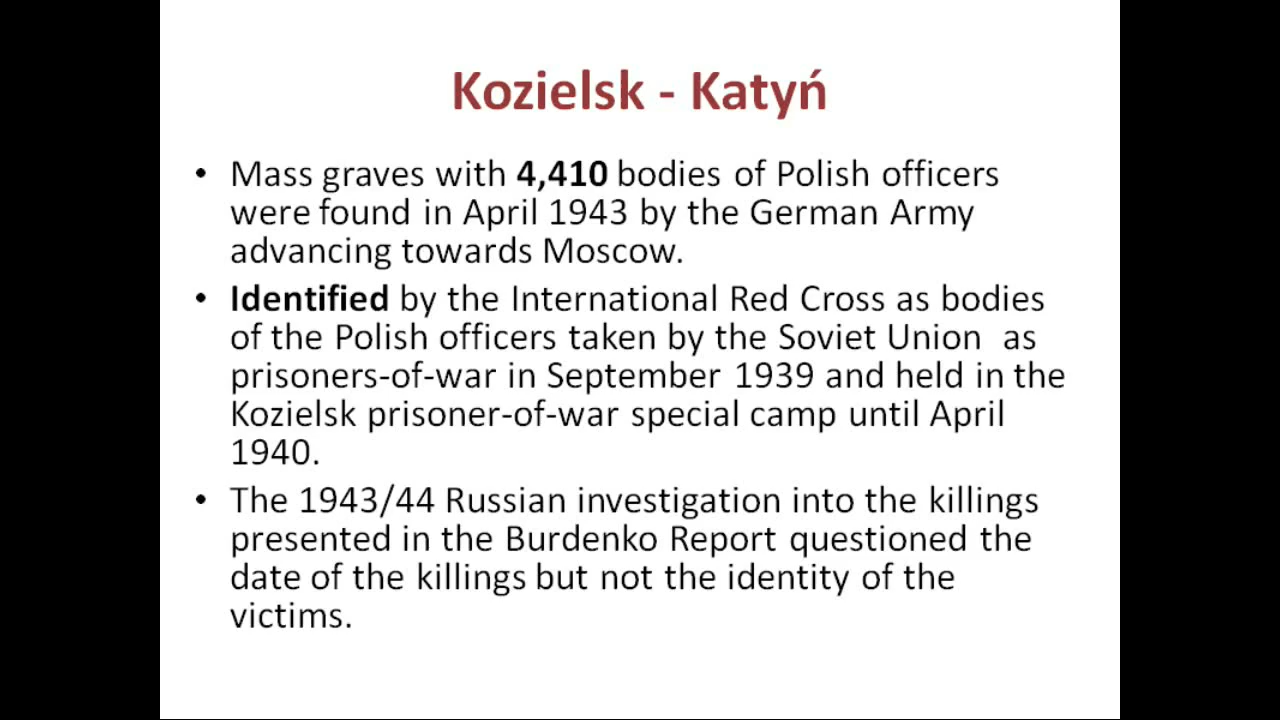 Kozielsk - Katyń
• Mass graves with 4,410 bodies of Polish officers
were found in April 1943 by the German Army
advancing towards Moscow.
• Identified by the International Red Cross as bodies
of the Polish officers taken by the Soviet Union  as
prisoners-of-war in September 1939 and held in the
Kozielsk prisoner-of-war special camp until April
1940.
• The 1943/44 Russian investigation into the killings
presented in the Burdenko Report questioned the
date of the killings but not the identity of the
victims.